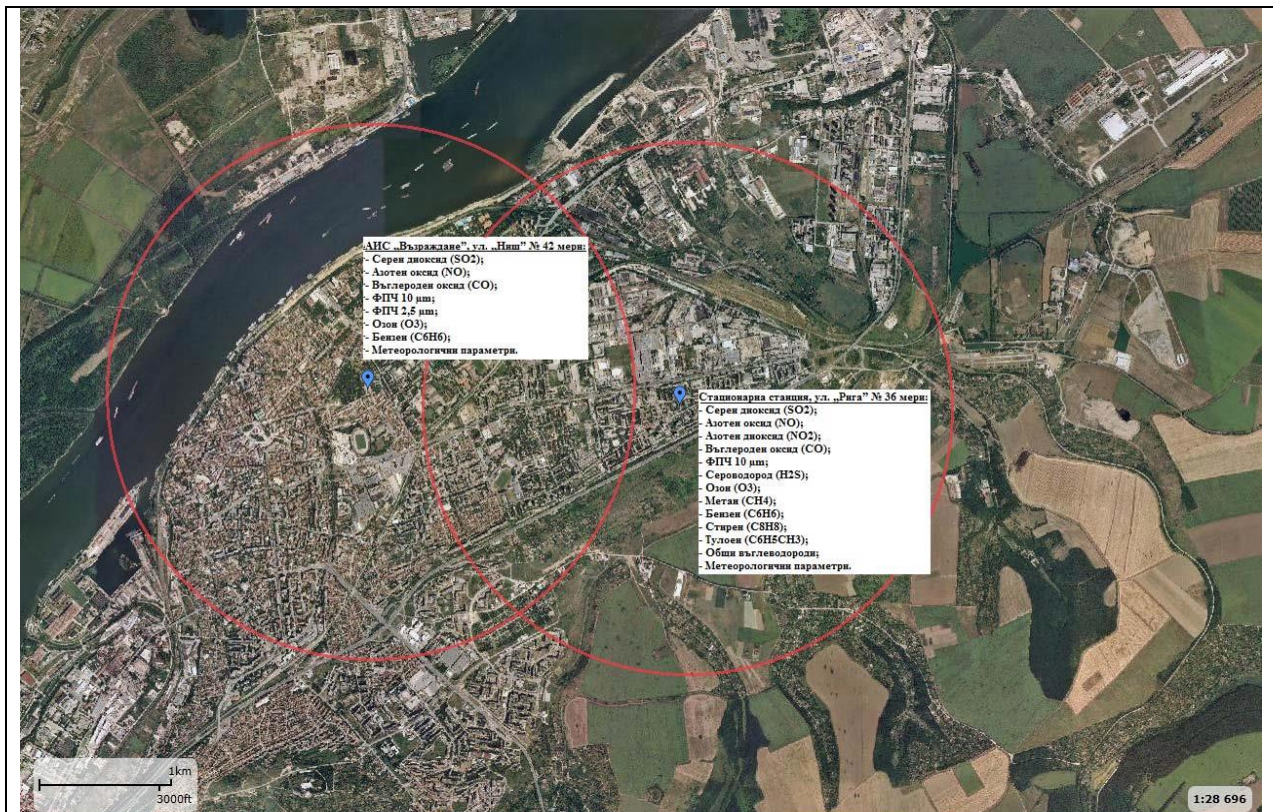 АИС „Възраждане”, ул. „Ниш” № 42 мери:
- Серен диоксид (SO2);
- Азотен оксид (NO);
- Въглероден оксид (CO);
- ФПЧ 10 µm;
- ФПЧ 2,5 µm;
- Озон (O3);
- Бензен (C6H6);
- Метеорологични параметри.
Стационарна станция, ул. „Рига” № 36 мери:
- Серен диоксид (SO2);
- Азотен оксид (NO);
- Азотен диоксид (NO2);
- Въглероден оксид (CO);
- ФПЧ 10 µm;
- Сероводород (H2S);
- Озон (O3);
- Метан (CH4);
- Бензен (C6H6);
- Стирен (C8H8);
- Тулоен (C6H5CH3);
- Общи въглеводороди;
- Метеорологични параметри.
1km
3000ft
1:28 696